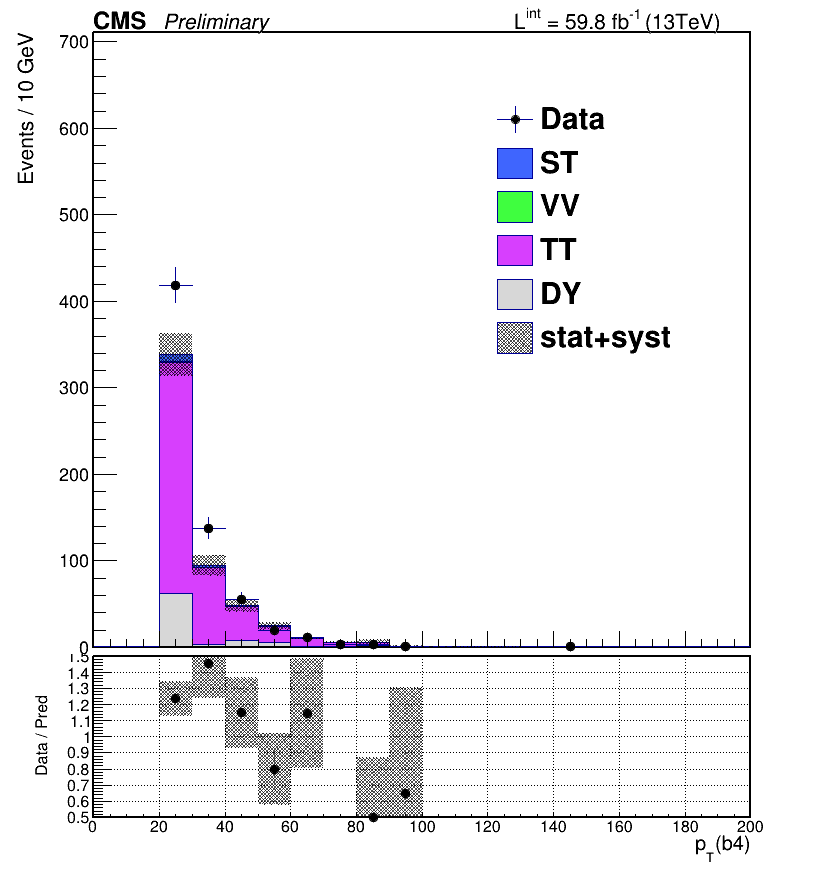 CMS Preliminary L^int = 59.8 fb^-1 (13TeV)
Events / 10 GeV
700
600
500
400
300
200
100
0
Data
ST
VV
TT
DY
stat+syst
Data / Pred
1.5
1.4
1.3
1.2
1.1
1
0.9
0.8
0.7
0.6
0.5
0 20 40 60 80 100 120 140 160 180 200
p_T(b4)